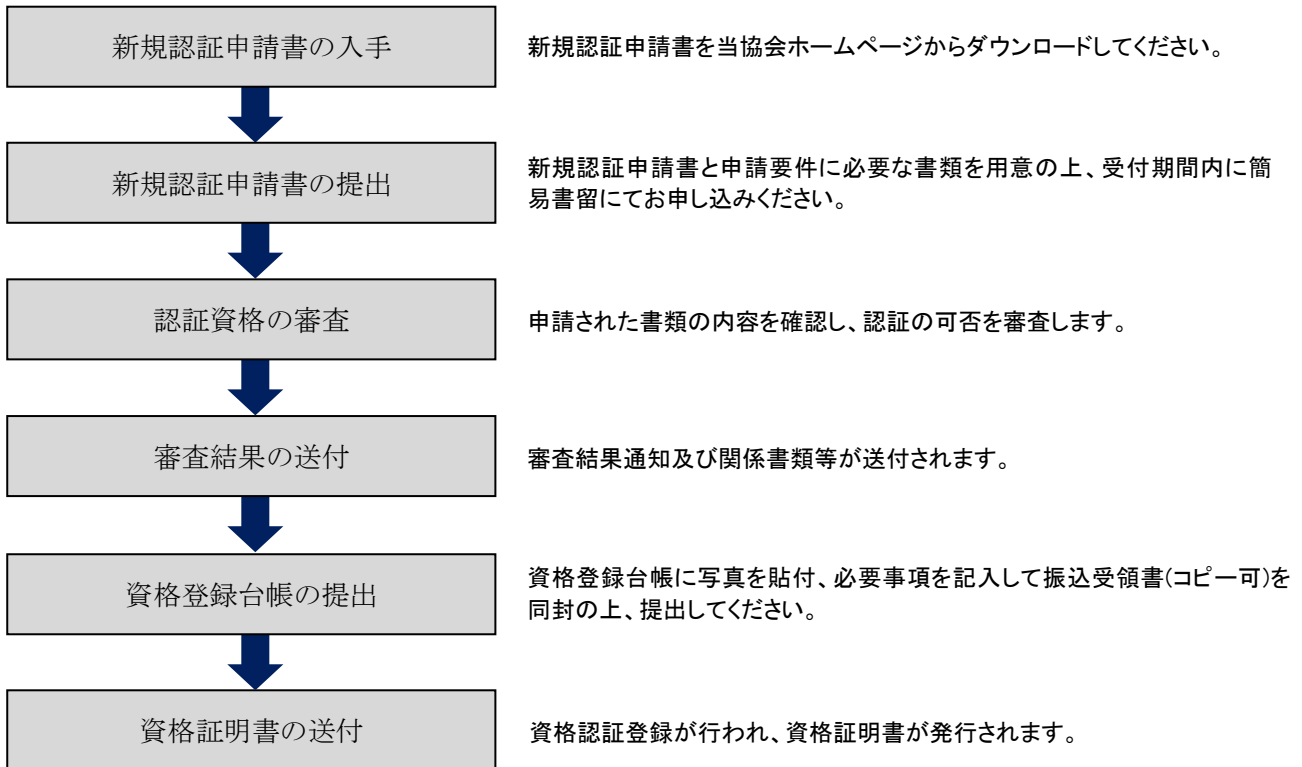 新規認証申請書の入手
新規認証申請書を当協会ホームページからダウンロードしてください。
新規認証申請書の提出
新規認証申請書と申請要件に必要な書類を用意の上、受付期間内に簡
易書留にてお申し込みください。
認証資格の審査
申請された書類の内容を確認し、認証の可否を審査します。
審査結果の送付
審査結果通知及び関係書類等が送付されます。
資格登録台帳の提出
資格登録台帳に写真を貼付、必要事項を記入して振込受領書(コピー可)を
同封の上、提出してください。
資格証明書の送付
資格認証登録が行われ、資格証明書が発行されます。